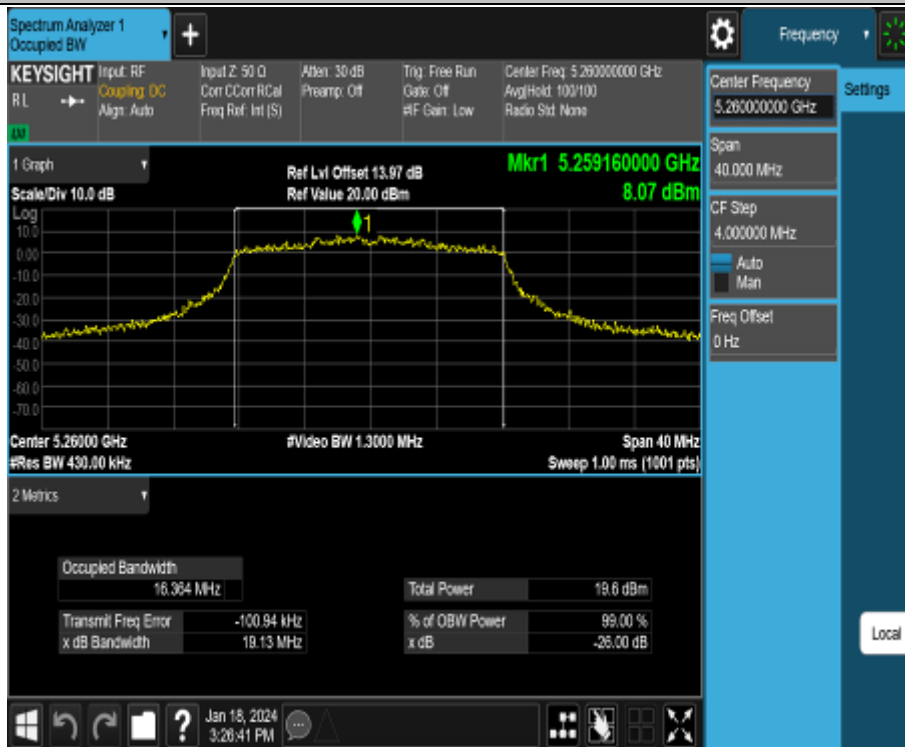 Spectrum Analyzer 1
Occupied BW
+
Frequency
KEYSIGHT
RL
Input: RF
Coupling: DC
Align: Auto
Input Z: 50 Ω
Corr CCorr RCal
Freq Ref: Int (S)
Atten: 30 dB
Preamp: Off
Trig: Free Run
Gate: Off
#IF Gain: Low
Center Freq: 5.260000000 GHz
Avg|Hold: 100/100
Radio Std: None
Center Frequency
5.260000000 GHz
Settings
Span
40.000 MHz
CF Step
4.000000 MHz
Auto
Man
Freq Offset
0 Hz
Local
1 Graph
Scale/Div 10.0 dB
Ref Lvl Offset 13.97 dB
Ref Value 20.00 dBm
Mkr1 5.259160000 GHz
8.07 dBm
Log
10.0
0.00
-10.0
-20.0
-30.0
-40.0
-50.0
-60.0
-70.0
1
Center 5.26000 GHz
#Video BW 1.3000 MHz
Span 40 MHz
#Res BW 430.00 kHz
Sweep 1.00 ms (1001 pts)
2 Metrics
Occupied Bandwidth
16.364 MHz
Total Power 19.6 dBm
Transmit Freq Error -100.94 kHz
% of OBW Power 99.00 %
x dB Bandwidth 19.13 MHz
x dB -26.00 dB
?
Jan 18, 2024
3:26:41 PM